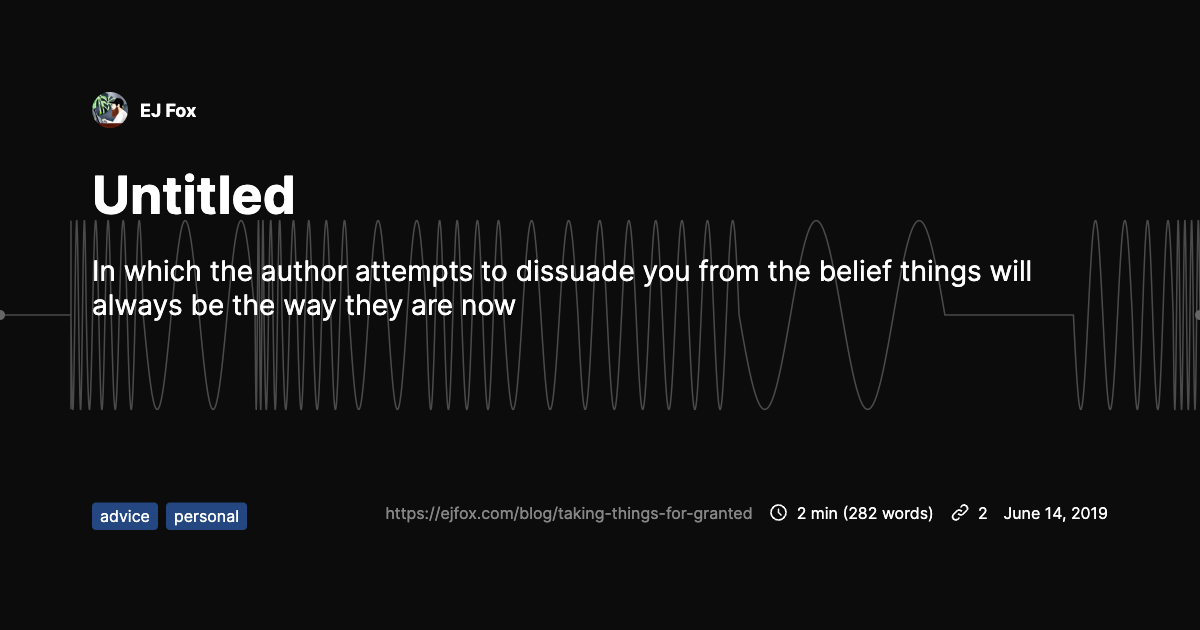 EJ Fox
Untitled
In which the author attempts to dissuade you from the belief things will
always be the way they are now
advice personal https://ejfox.com/blog/taking-things-for-granted 2 min (282 words) 2 June 14, 2019